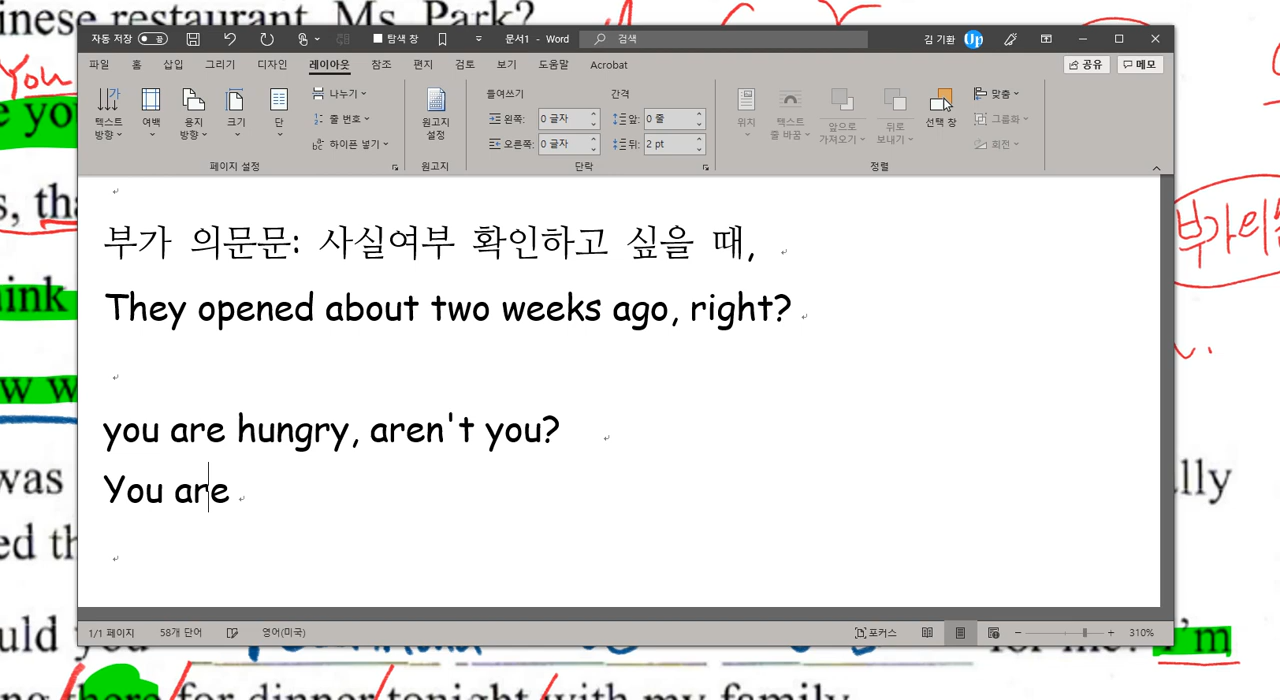 inese restaurant, Ms. Park?
자동 저장 끔 탐색 창 문서1 - Word 검색 김 기환 Up
You
파일 홈 삽입 그리기 디자인 레이아웃 참조 편지 검토 보기 도움말 Acrobat 공유 메모
e you
텍스트 방향 여백 용지 방향 크기 단 나누기 줄 번호 하이픈 넣기 원고지 설정 들여쓰기 왼쪽: 0 글자 오른쪽: 0 글자 간격 앞: 0 줄 뒤: 2 pt 위치 텍스트 줄 바꿈 앞으로 가져오기 뒤로 보내기 선택 창 맞춤 그룹화 회전
페이지 설정 원고지 단락 정렬
s, tha
부가 의문문: 사실여부 확인하고 싶을 때,
부가의
ink
They opened about two weeks ago, right?
w w
you are hungry, aren't you?
was
You are
lly
ed th
1/1 페이지 58개 단어 영어(미국) 포커스 310%
uld you for me? I'm
ng there for dinner tonight with my family